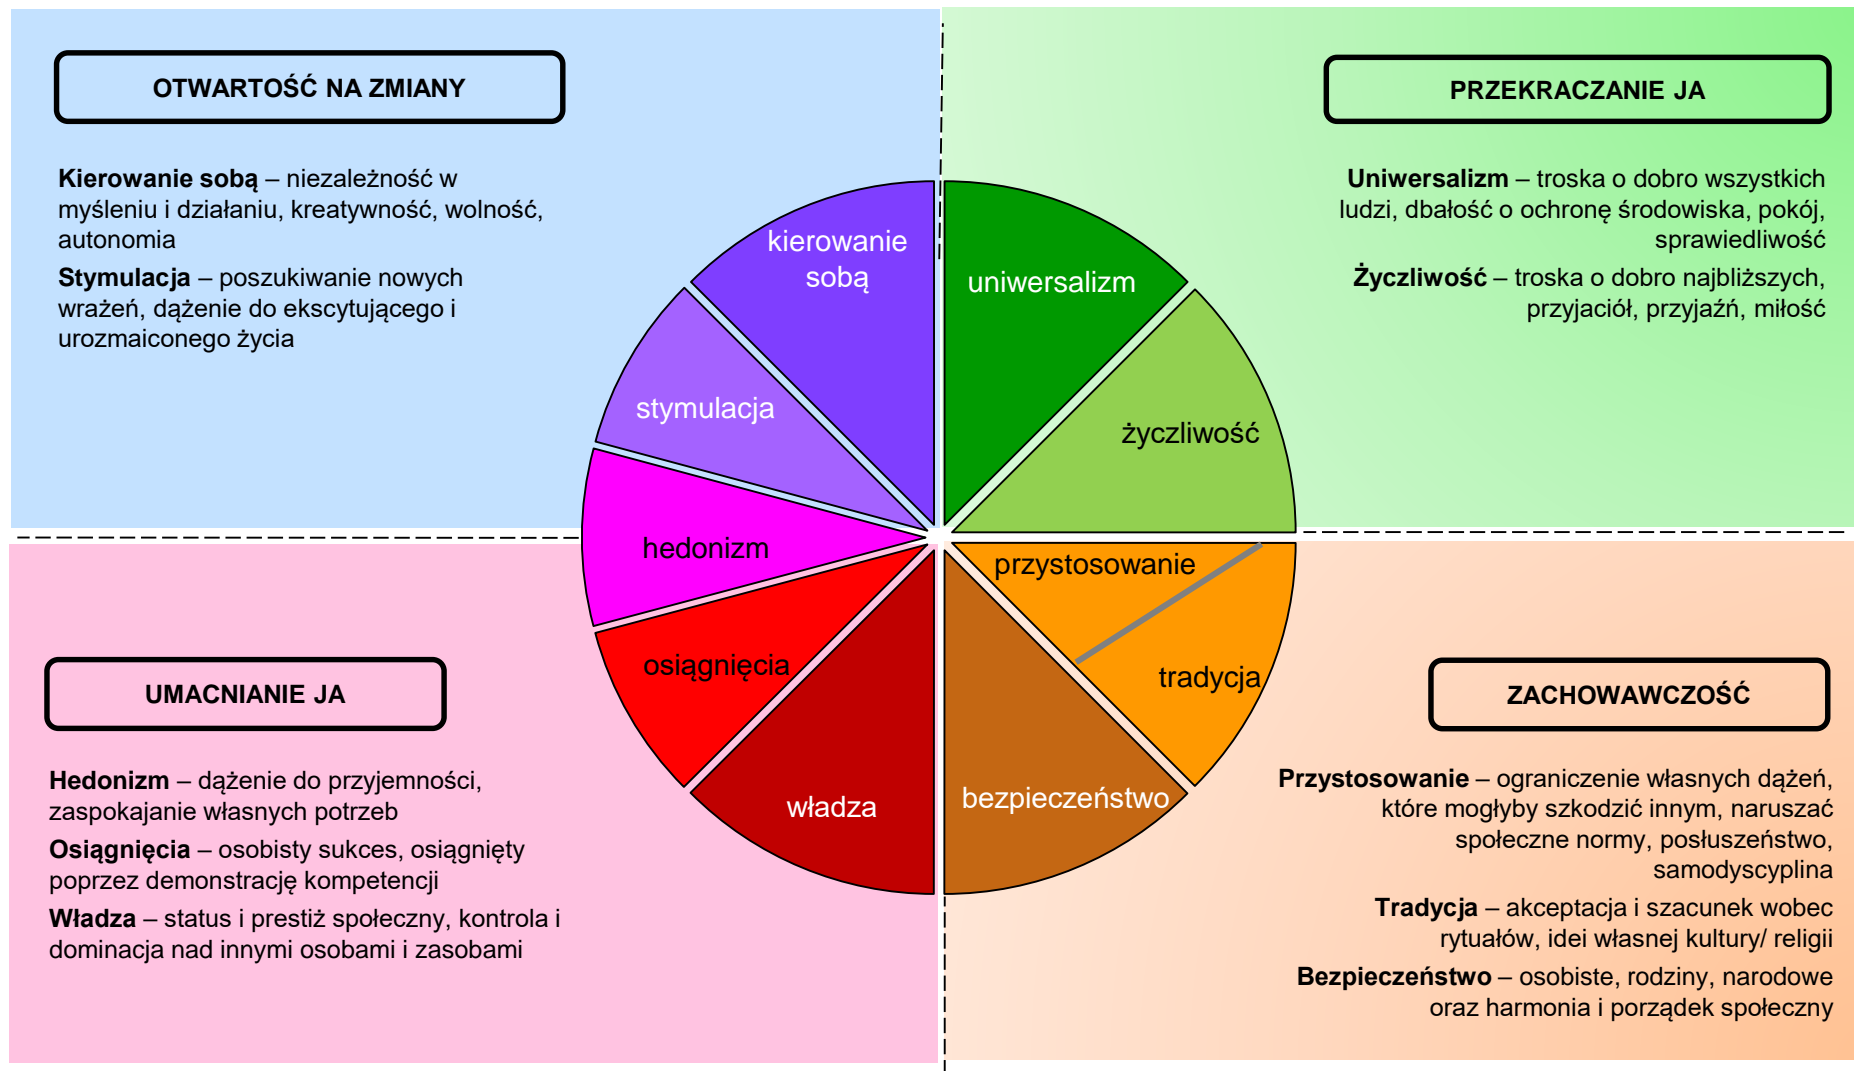 OTWARTOŚĆ NA ZMIANY
Kierowanie sobą – niezależność w
myśleniu i działaniu, kreatywność, wolność,
autonomia
Stymulacja – poszukiwanie nowych
wrażeń, dążenie do ekscytującego i
urozmaiconego życia
PRZEKRACZANIE JA
Uniwersalizm – troska o dobro wszystkich
ludzi, dbałość o ochronę środowiska, pokój,
sprawiedliwość
Życzliwość – troska o dobro najbliższych,
przyjaciół, przyjaźń, miłość
kierowanie
sobą
uniwersalizm
stymulacja
życzliwość
hedonizm
przystosowanie
osiągnięcia
tradycja
władza
bezpieczeństwo
UMACNIANIE JA
Hedonizm – dążenie do przyjemności,
zaspokajanie własnych potrzeb
Osiągnięcia – osobisty sukces, osiągnięty
poprzez demonstrację kompetencji
Władza – status i prestiż społeczny, kontrola i
dominacja nad innymi osobami i zasobami
ZACHOWAWCZOŚĆ
Przystosowanie – ograniczenie własnych dążeń,
które mogłyby szkodzić innym, naruszać
społeczne normy, posłuszeństwo,
samodyscyplina
Tradycja – akceptacja i szacunek wobec
rytuałów, idei własnej kultury/ religii
Bezpieczeństwo – osobiste, rodziny, narodowe
oraz harmonia i porządek społeczny